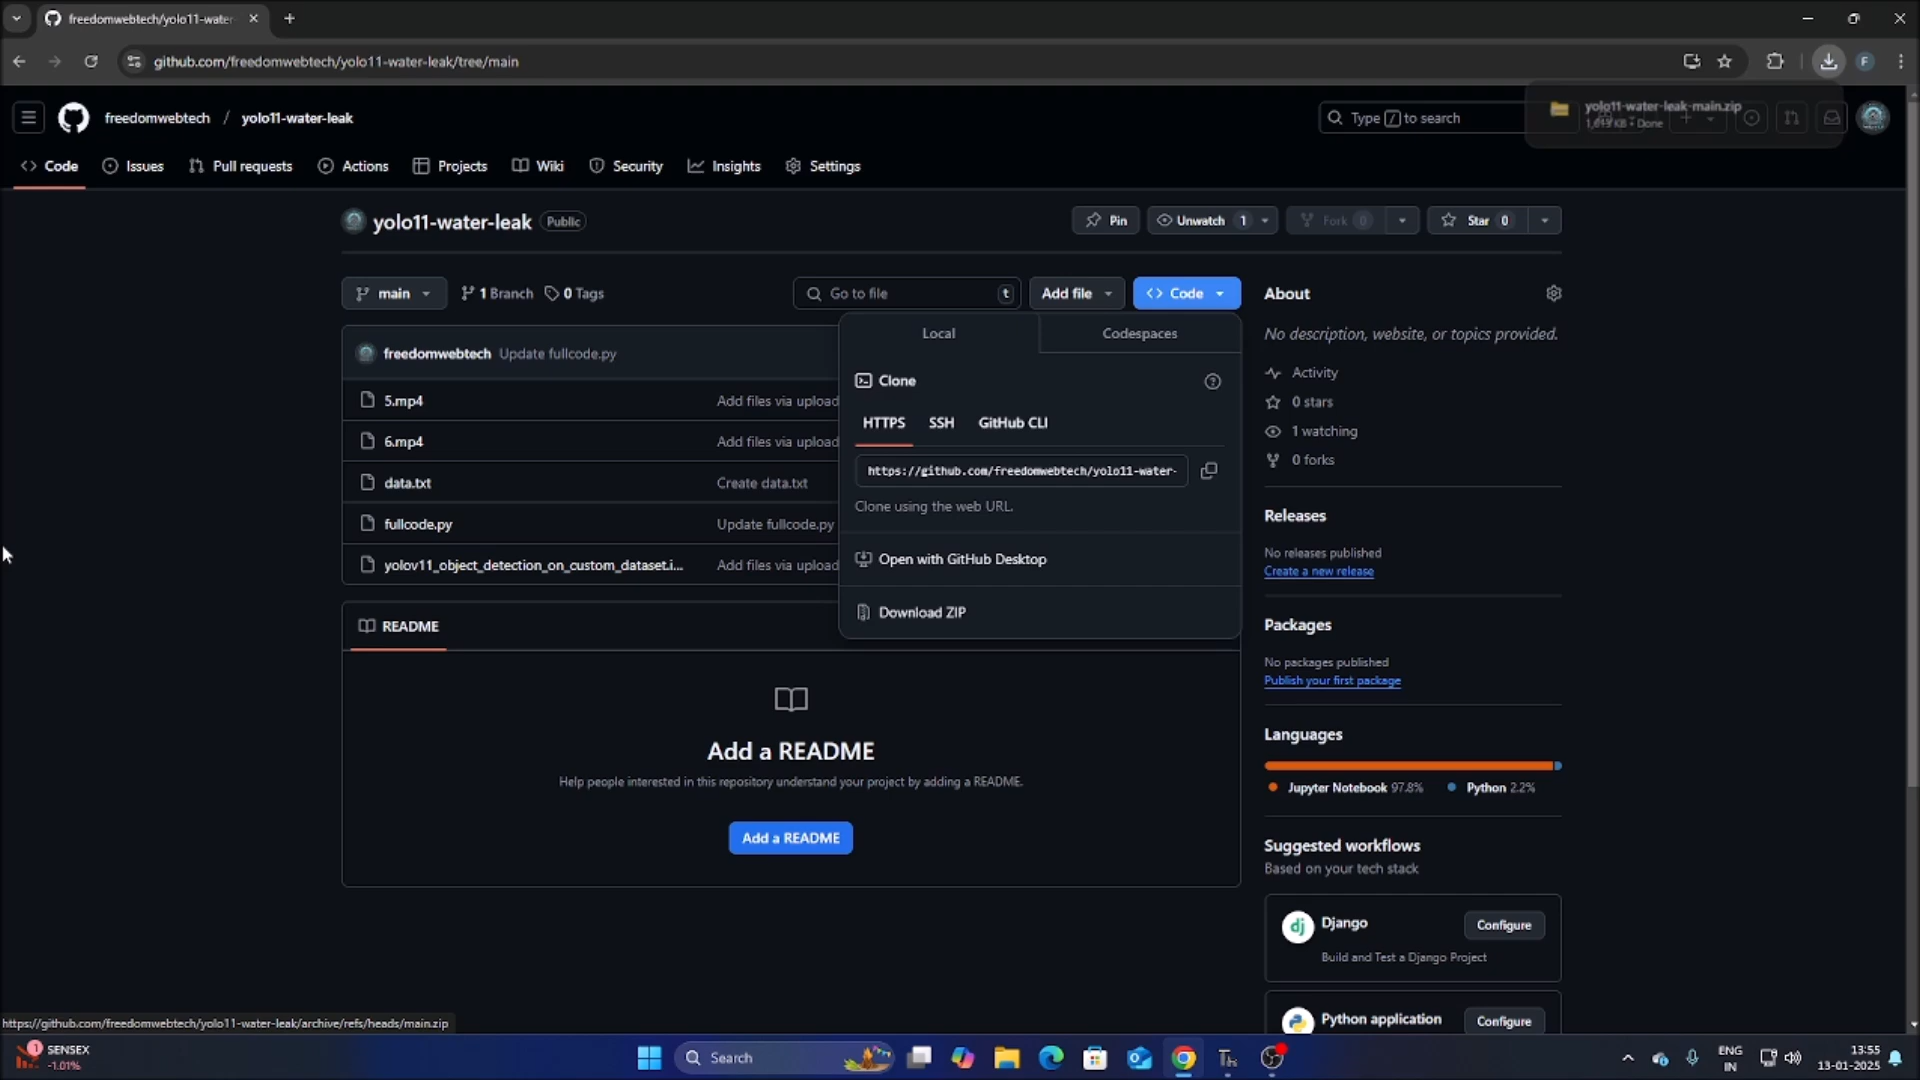 freedomwebtech/yolo11-water-
github.com/freedomwebtech/yolo11-water-leak/tree/main
F
yolo11-water-leak-main.zip
1,013 KB • Done
freedomwebtech / yolo11-water-leak
Type / to search
Code
Issues
Pull requests
Actions
Projects
Wiki
Insights
Security
Settings
yolo11-water-leak Public
Pin
Unwatch 1
Fork 0
Star 0
main
1 Branch
0 Tags
Go to file t
Add file
Code
Local
Codespaces
freedomwebtech Update fullcode.py
5.mp4 Add files via upload
6.mp4 Add files via upload
data.txt Create data.txt
fullcode.py Update fullcode.py
yolov11_object_detection_on_custom_dataset.i... Add files via upload
Clone
HTTPS
SSH
GitHub CLI
https://github.com/freedomwebtech/yolo11-water-
Clone using the web URL.
Open with GitHub Desktop
Download ZIP
README
Add a README
Help people interested in this repository understand your project by adding a README.
Add a README
About
No description, website, or topics provided.
Activity
0 stars
1 watching
0 forks
Releases
No releases published
Create a new release
Packages
No packages published
Publish your first package
Languages
Jupyter Notebook 97.8%
Python 2.2%
Suggested workflows
Based on your tech stack
dj
Django
Configure
Build and Test a Django Project
Python application
Configure
https://github.com/freedomwebtech/yolo11-water-leak/archive/refs/heads/main.zip
1
SENSEX
-1.01%
Search
ENG
IN
13:55
13-01-2025